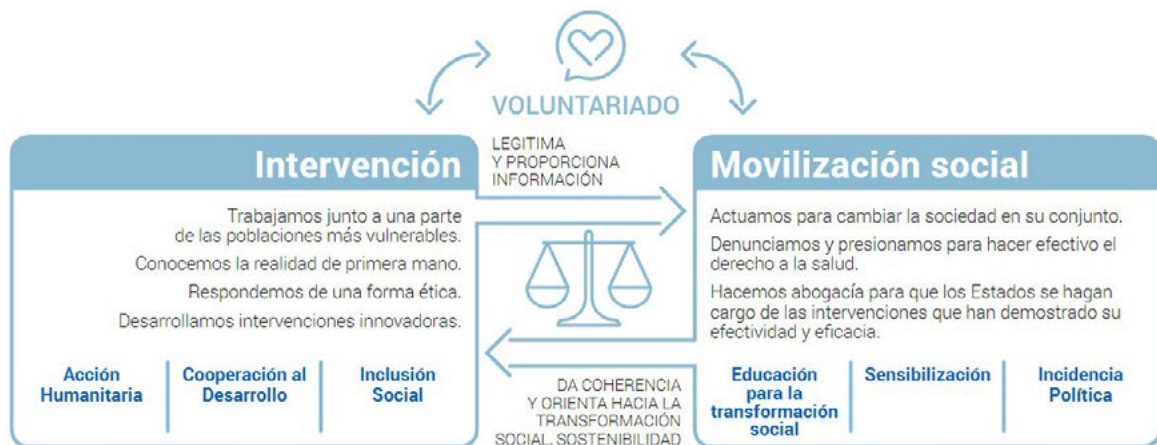 VOLUNTARIADO
Intervención
Trabajamos junto a una parte
de las poblaciones más vulnerables.
Conocemos la realidad de primera mano.
Respondemos de una forma ética.
Desarrollamos intervenciones innovadoras.
Acción
Humanitaria
Cooperación al
Desarrollo
Inclusión
Social
LEGITIMA
Y PROPORCIONA
INFORMACIÓN
DA COHERENCIA
Y ORIENTA HACIA LA
TRANSFORMACIÓN
SOCIAL, SOSTENIBILIDAD
Movilización social
Actuamos para cambiar la sociedad en su conjunto.
Denunciamos y presionamos para hacer efectivo el
derecho a la salud.
Hacemos abogacía para que los Estados se hagan
cargo de las intervenciones que han demostrado su
efectividad y eficacia.
Educación
para la
transformación
social
Sensibilización
Incidencia
Política